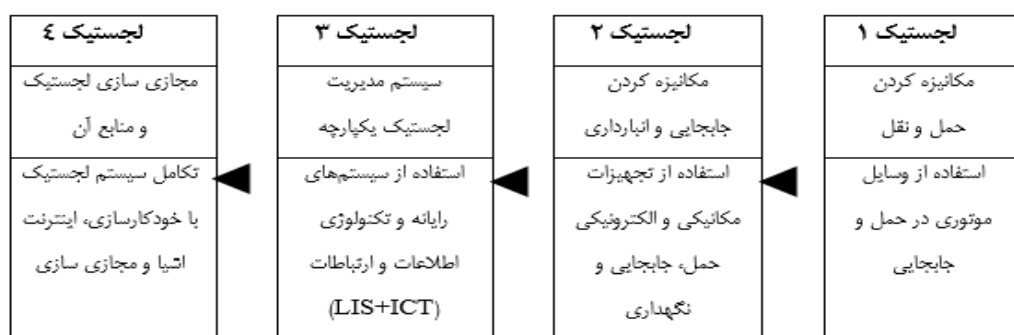 لجستیک ۱
مکانیزه کردن
حمل و نقل
استفاده از وسایل
موتوری در حمل و
جابجایی
لجستیک ۲
مکانیزه کردن
جابجایی و انبارداری
استفاده از تجهیزات
مکانیکی و الکترونیکی
حمل، جابجایی و
نگهداری
لجستیک ۳
سیستم مدیریت
لجستیک یکپارچه
استفاده از سیستم‌های
رایانه و تکنولوژی
اطلاعات و ارتباطات
(LIS+ICT)
لجستیک ٤
مجازی سازی لجستیک
و منابع آن
تکامل سیستم لجستیک
با خودکارسازی، اینترنت
اشیا و مجازی سازی